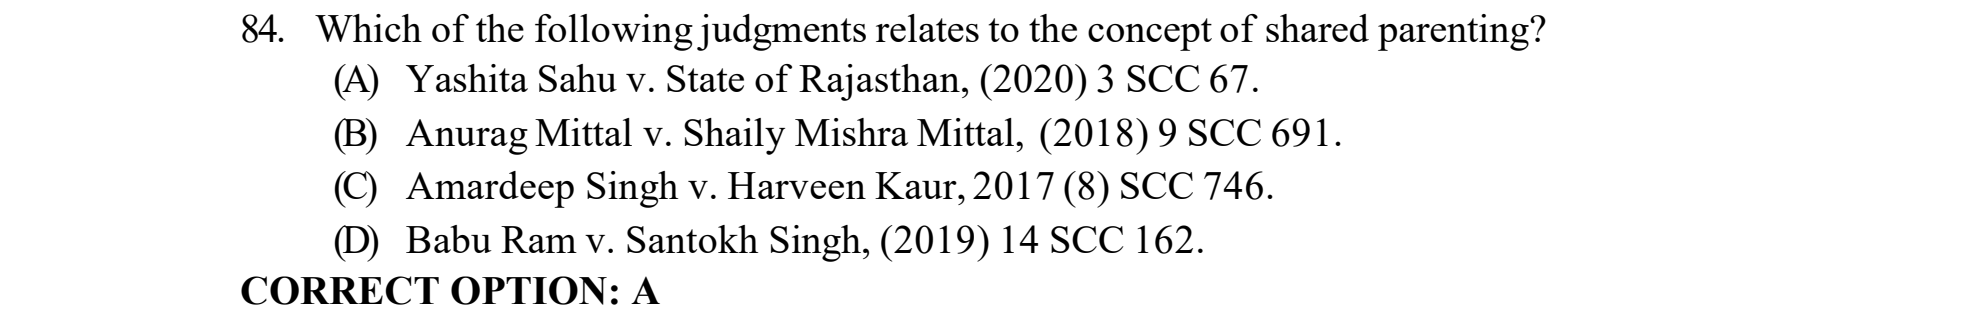 84. Which of the following judgments relates to the concept of shared parenting?
(A) Yashita Sahu v. State of Rajasthan, (2020) 3 SCC 67.
(B) Anurag Mittal v. Shaily Mishra Mittal, (2018) 9 SCC 691.
(C) Amardeep Singh v. Harveen Kaur, 2017 (8) SCC 746.
(D) Babu Ram v. Santokh Singh, (2019) 14 SCC 162.
CORRECT OPTION: A